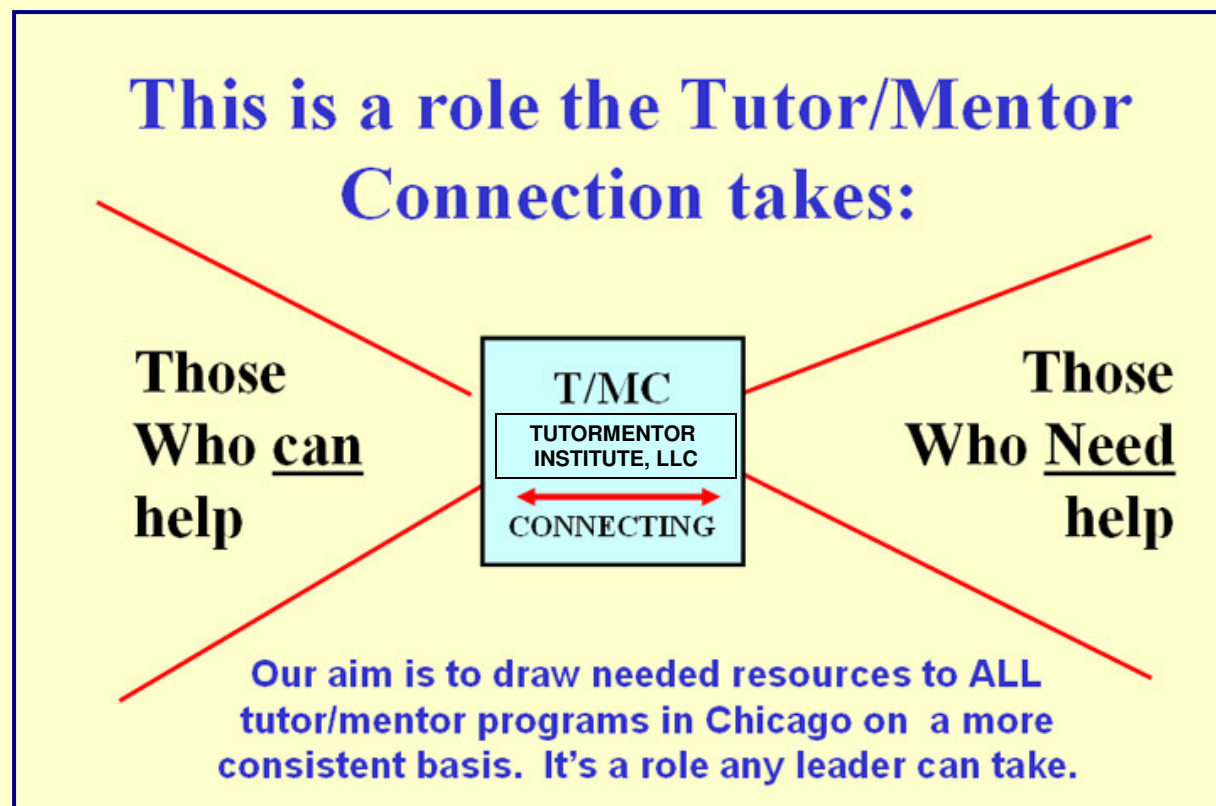 This is a role the Tutor/Mentor
Connection takes:
Those
Who can
help
T/MC
TUTORMENTOR
INSTITUTE, LLC
CONNECTING
Those
Who Need
help
Our aim is to draw needed resources to ALL
tutor/mentor programs in Chicago on a more
consistent basis. It's a role any leader can take.